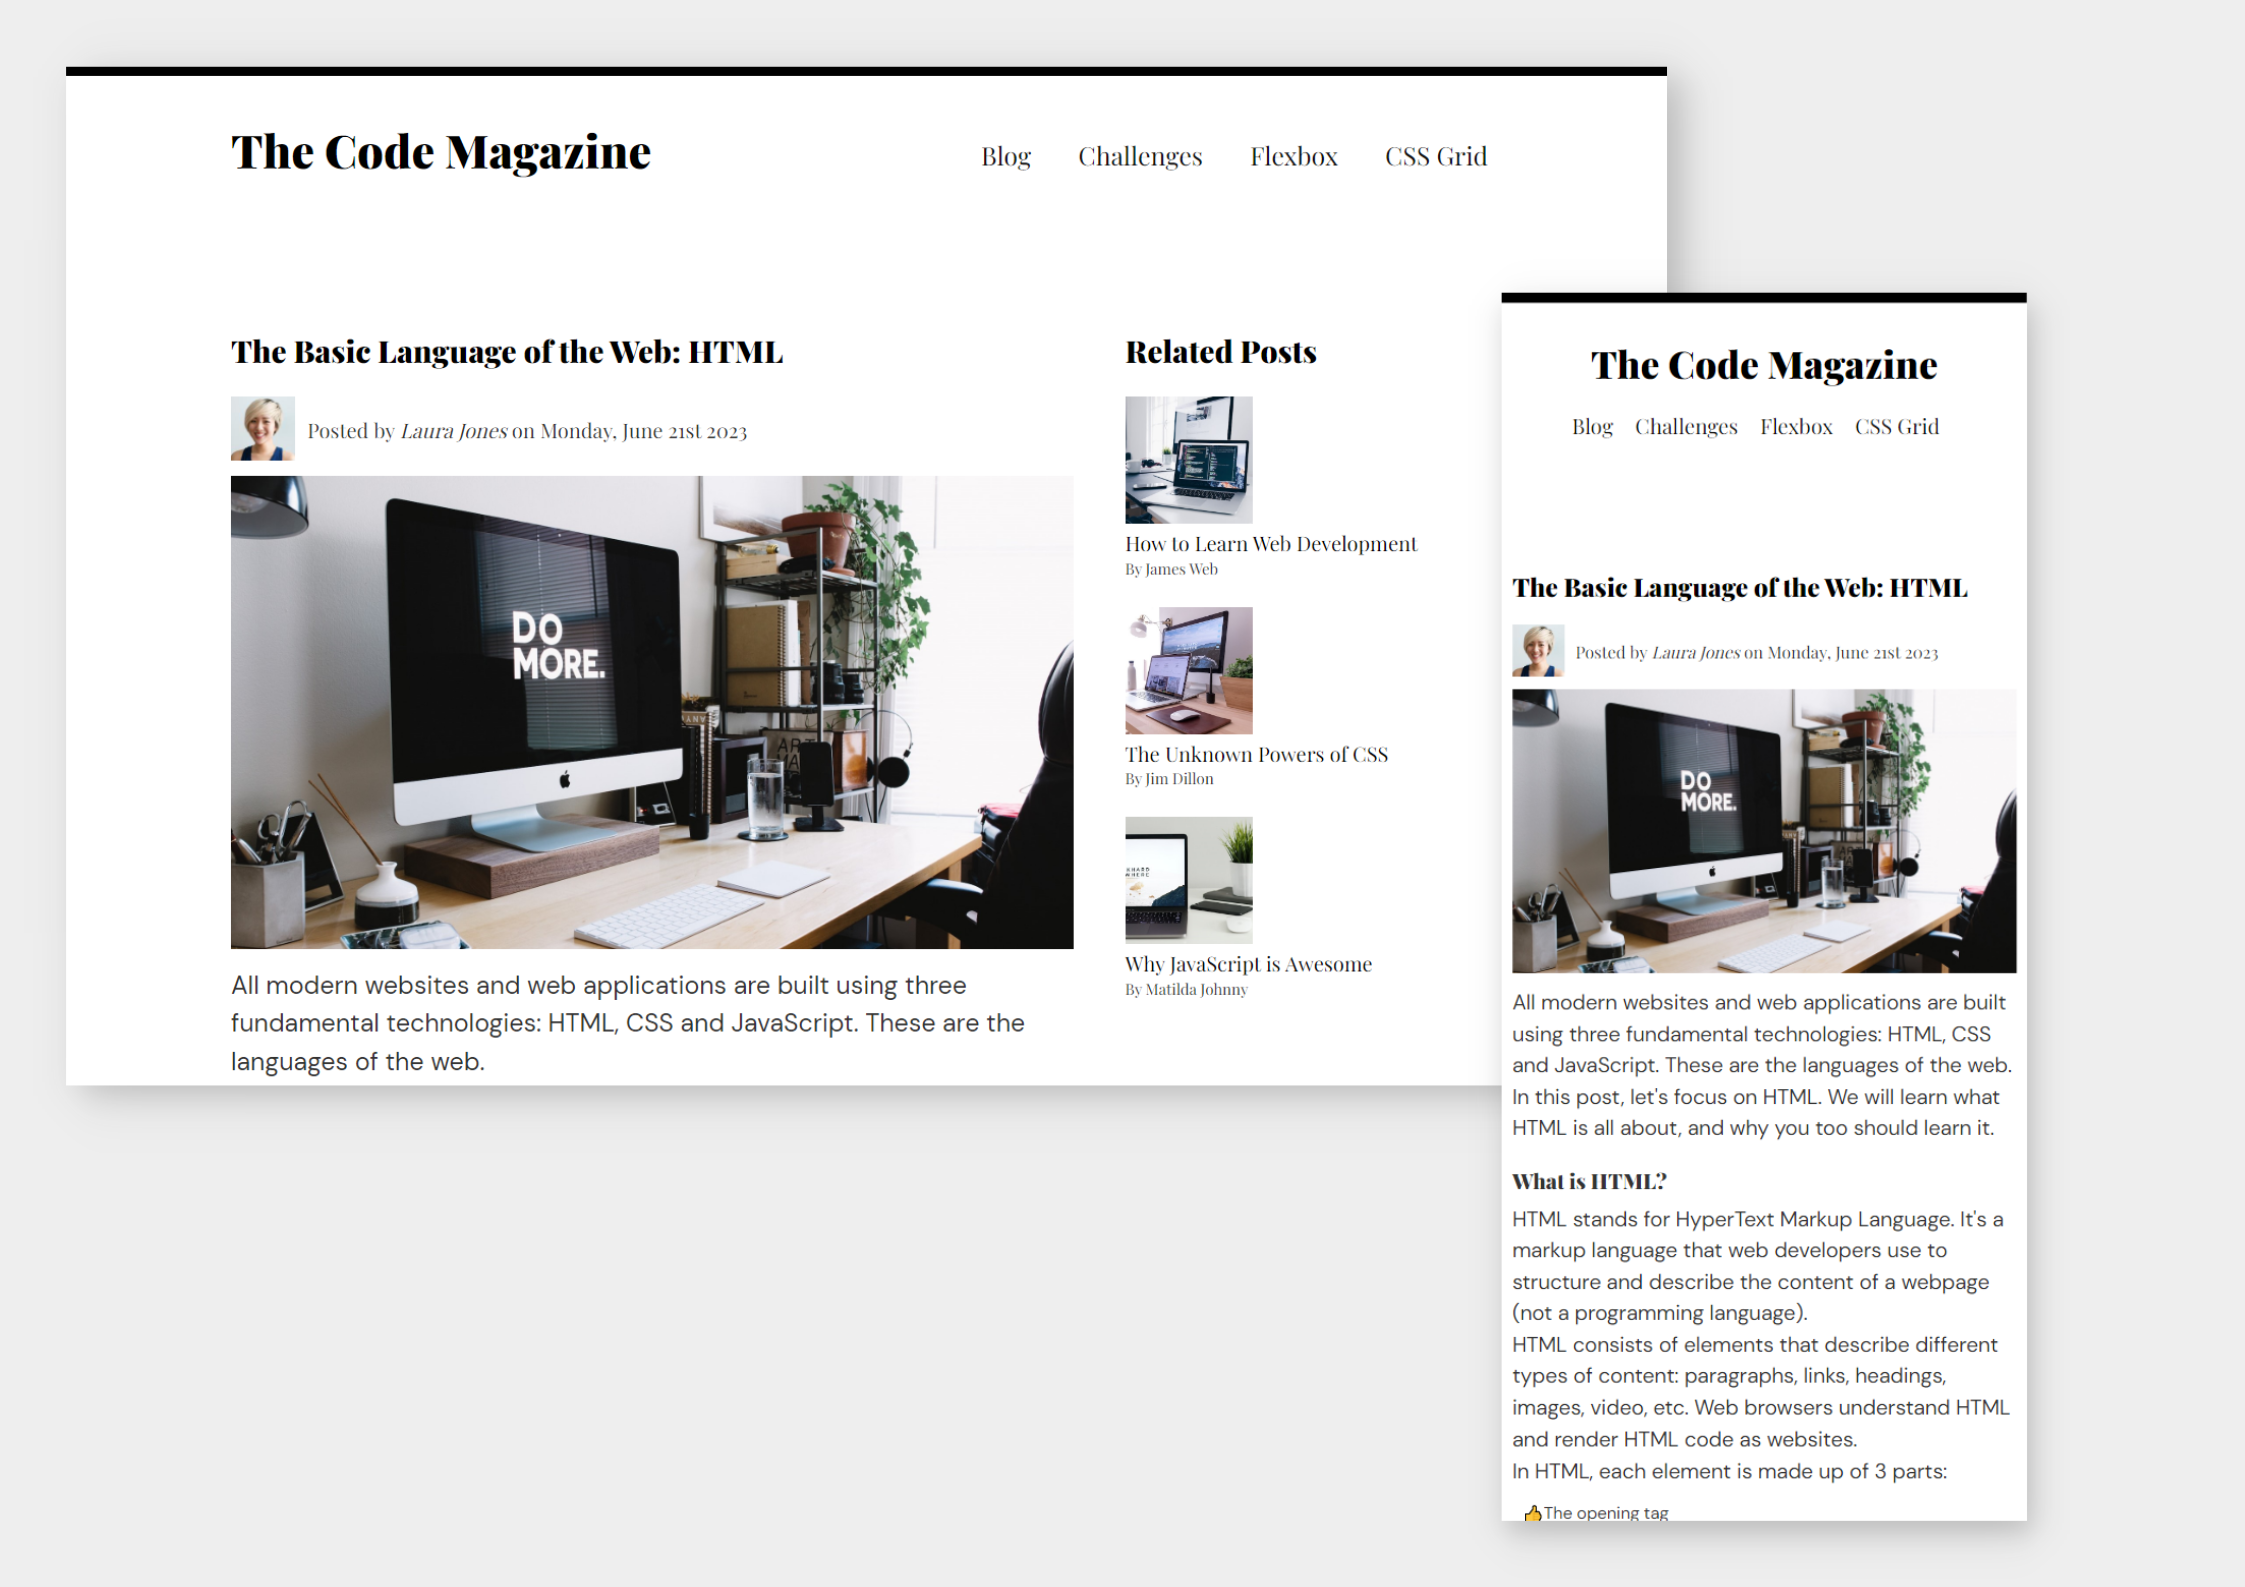 The Code Magazine
Blog Challenges Flexbox CSS Grid
The Basic Language of the Web: HTML
Posted by Laura Jones on Monday, June 21st 2023
DO
MORE.
All modern websites and web applications are built using three
fundamental technologies: HTML, CSS and JavaScript. These are the
languages of the web.
Related Posts
How to Learn Web Development
By James Web
The Unknown Powers of CSS
By Jim Dillon
Why JavaScript is Awesome
By Matilda Johnny
The Code Magazine
Blog Challenges Flexbox CSS Grid
The Basic Language of the Web: HTML
Posted by Laura Jones on Monday, June 21st 2023
DO
MORE.
All modern websites and web applications are built
using three fundamental technologies: HTML, CSS
and JavaScript. These are the languages of the web.
In this post, let's focus on HTML. We will learn what
HTML is all about, and why you too should learn it.
What is HTML?
HTML stands for HyperText Markup Language. It's a
markup language that web developers use to
structure and describe the content of a webpage
(not a programming language).
HTML consists of elements that describe different
types of content: paragraphs, links, headings,
images, video, etc. Web browsers understand HTML
and render HTML code as websites.
In HTML, each element is made up of 3 parts:
👍The opening tag